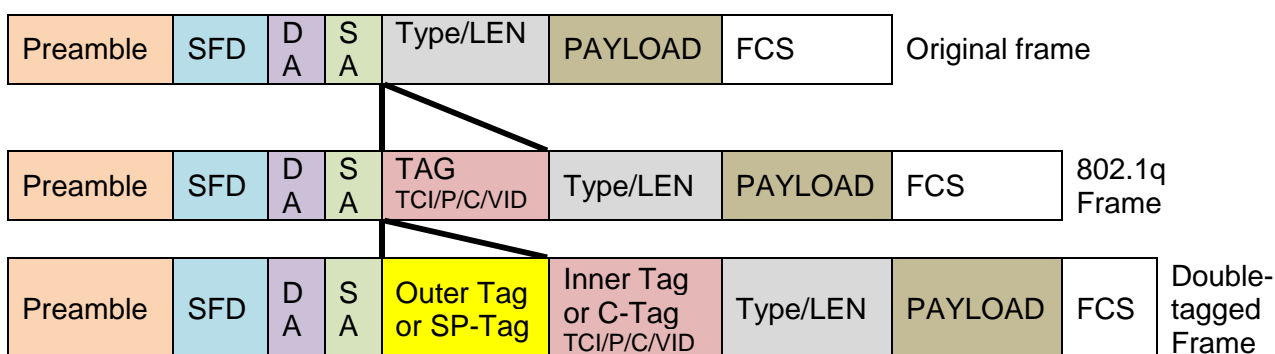 Preamble SFD D A S A Type/LEN PAYLOAD FCS Original frame
Preamble SFD D A S A TAG TCI/P/C/VID Type/LEN PAYLOAD FCS 802.1q Frame
Preamble SFD D A S A Outer Tag or SP-Tag Inner Tag or C-Tag TCI/P/C/VID Type/LEN PAYLOAD FCS Double-tagged Frame